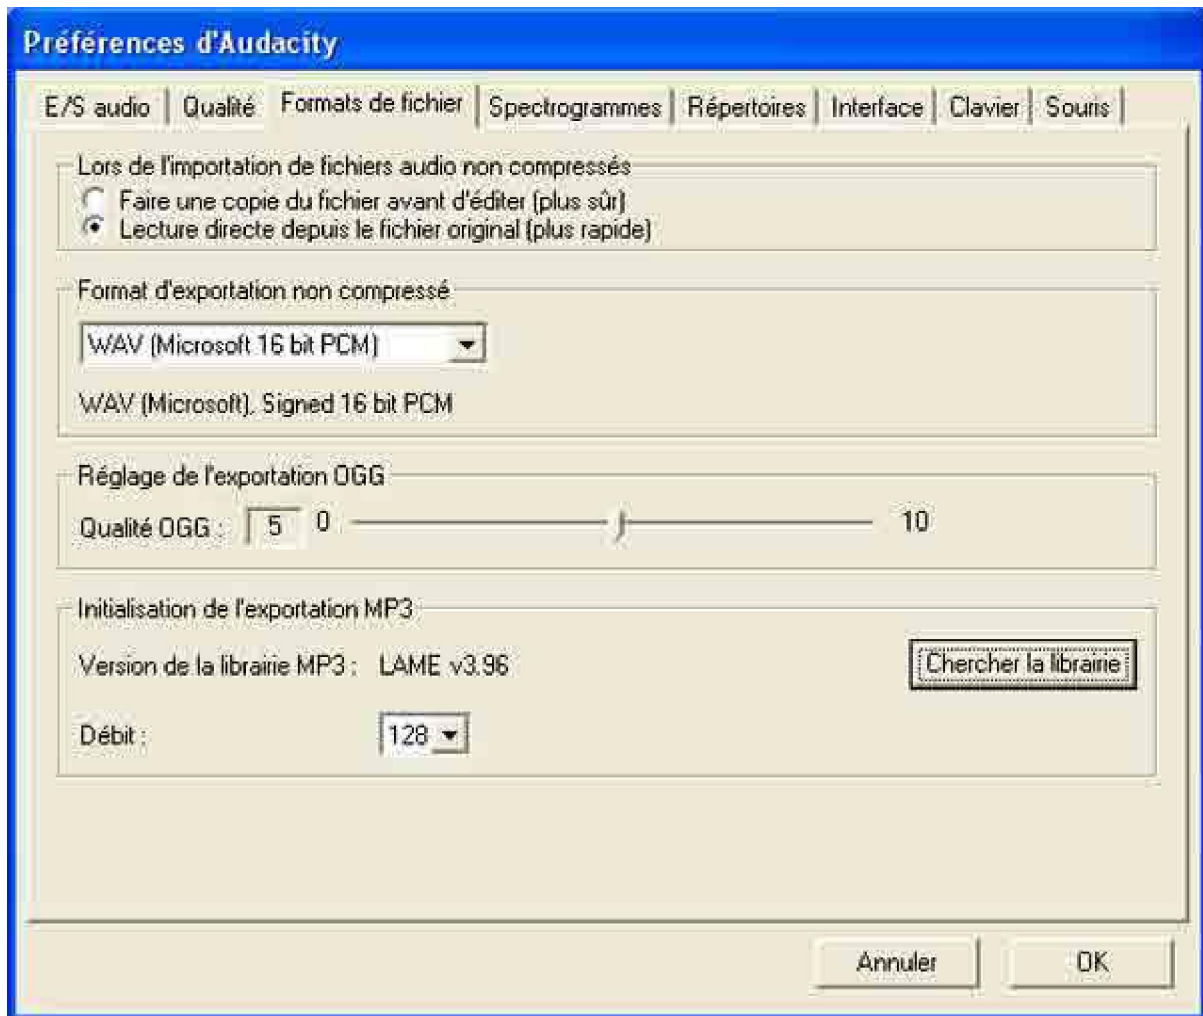 Préférences d'Audacity
E/S audio Qualité Formats de fichier Spectrogrammes Répertoires Interface Clavier Souris
Lors de l'importation de fichiers audio non compressés
Faire une copie du fichier avant d'éditer (plus sûr)
Lecture directe depuis le fichier original (plus rapide)
Format d'exportation non compressé
WAV (Microsoft 16 bit PCM)
WAV (Microsoft), Signed 16 bit PCM
Réglage de l'exportation OGG
Qualité OGG : 5 0 10
Initialisation de l'exportation MP3
Version de la librairie MP3 : LAME v3.96 Chercher la librairie
Débit : 128
Annuler OK